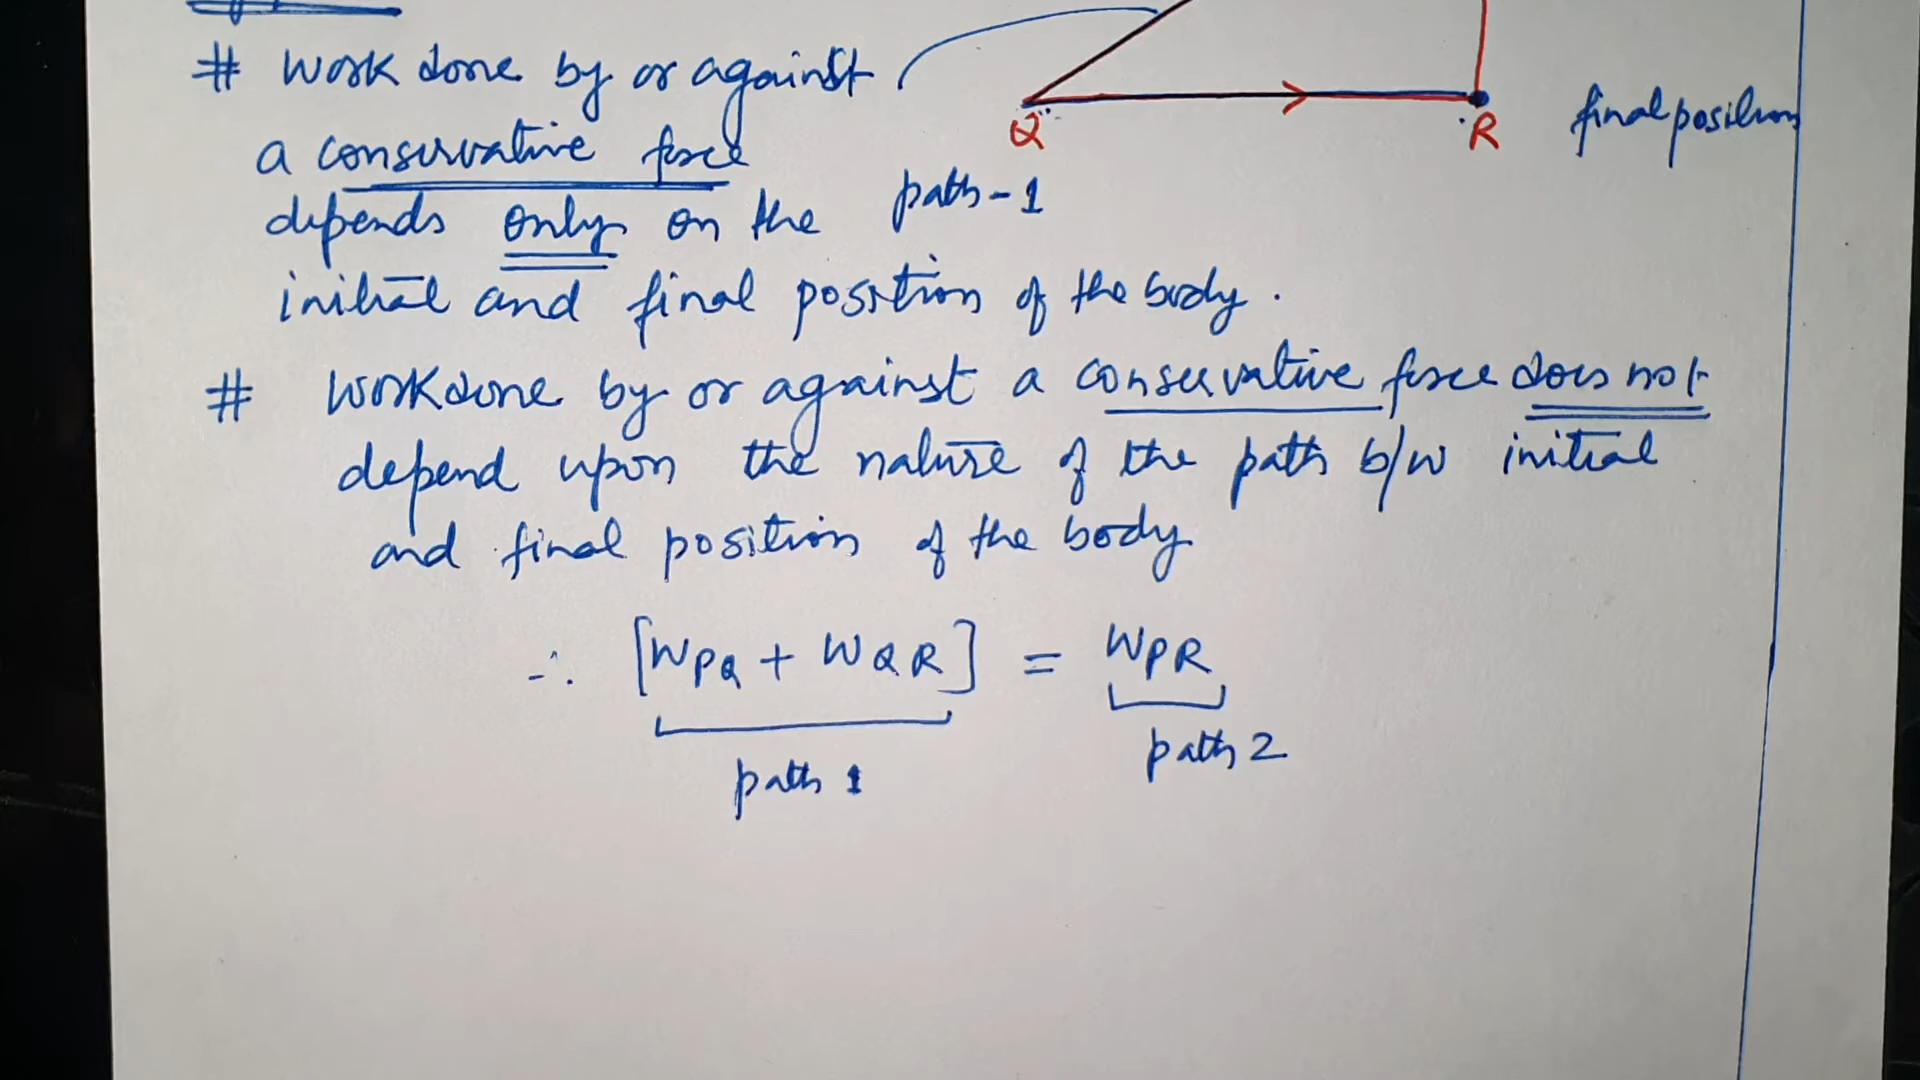 # Work done by or against
a conservative force
depends only on the
initial and final position of the body.
Q
R
final position
path-1
# Work done by or against a conservative force does not
depend upon the nature of the path b/w initial
and final position of the body
∴ [WPQ + WQR] = WPR
path 1
path 2